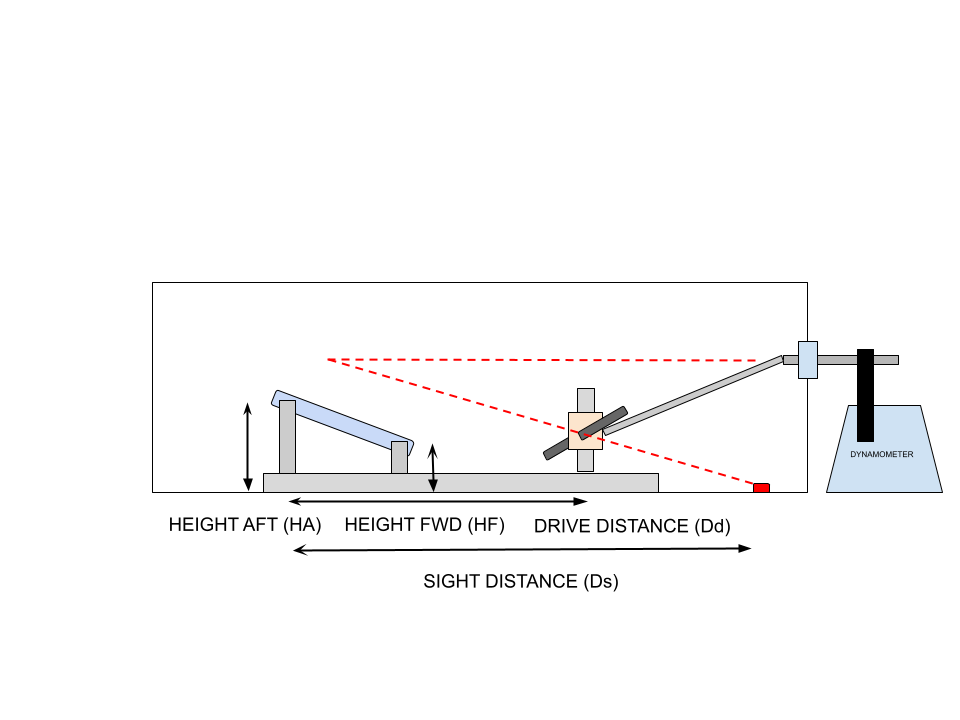 DYNAMOMETER
HEIGHT AFT (HA)
HEIGHT FWD (HF)
DRIVE DISTANCE (Dd)
SIGHT DISTANCE (Ds)